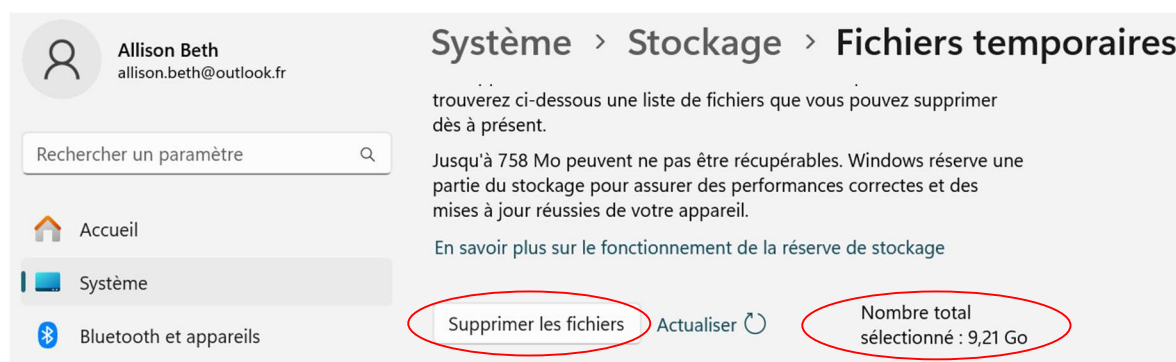 Allison Beth
allison.beth@outlook.fr
Rechercher un paramètre
Accueil
Système
Bluetooth et appareils
Système > Stockage > Fichiers temporaires
trouverez ci-dessous une liste de fichiers que vous pouvez supprimer
dès à présent.
Jusqu'à 758 Mo peuvent ne pas être récupérables. Windows réserve une
partie du stockage pour assurer des performances correctes et des
mises à jour réussies de votre appareil.
En savoir plus sur le fonctionnement de la réserve de stockage
Supprimer les fichiers
Actualiser
Nombre total
sélectionné : 9,21 Go